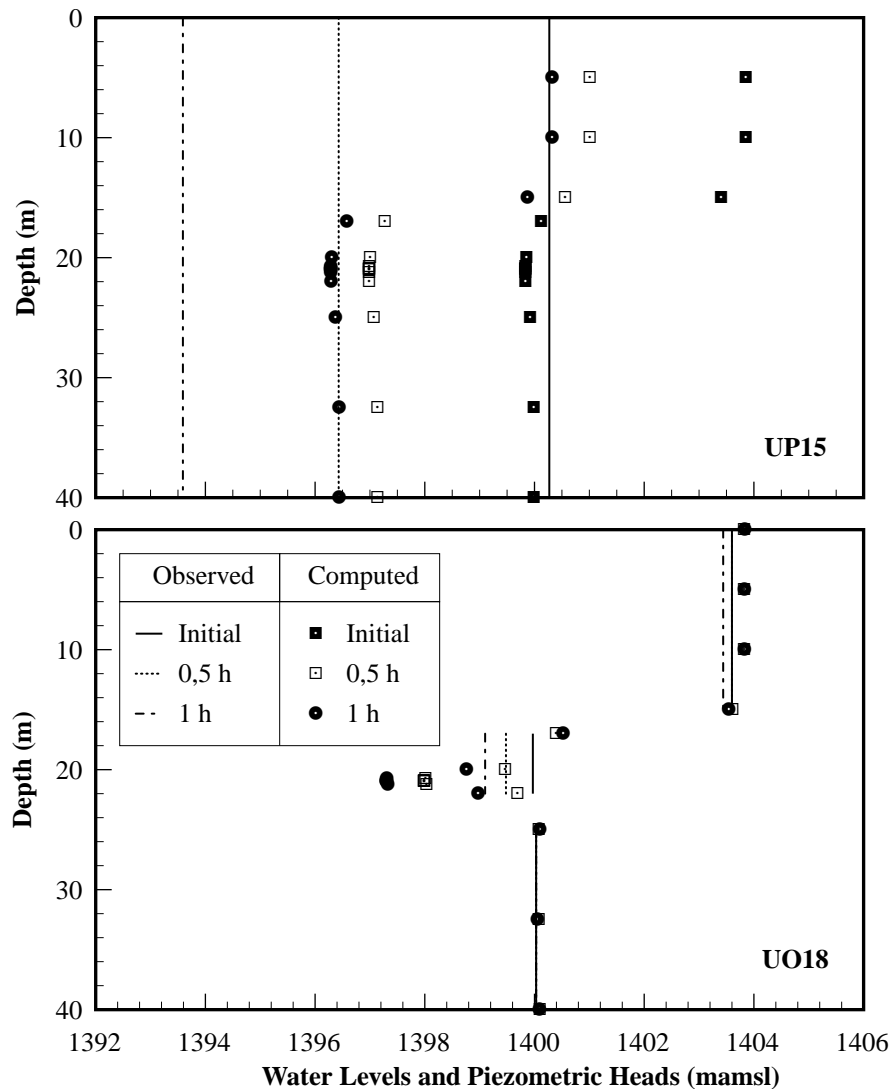 0
10
20
30
40
Depth (m)
UP15
0
10
20
30
40
Depth (m)
Observed Computed
Initial Initial
0,5 h 0,5 h
1 h 1 h
UO18
1392 1394 1396 1398 1400 1402 1404 1406
Water Levels and Piezometric Heads (mamsl)